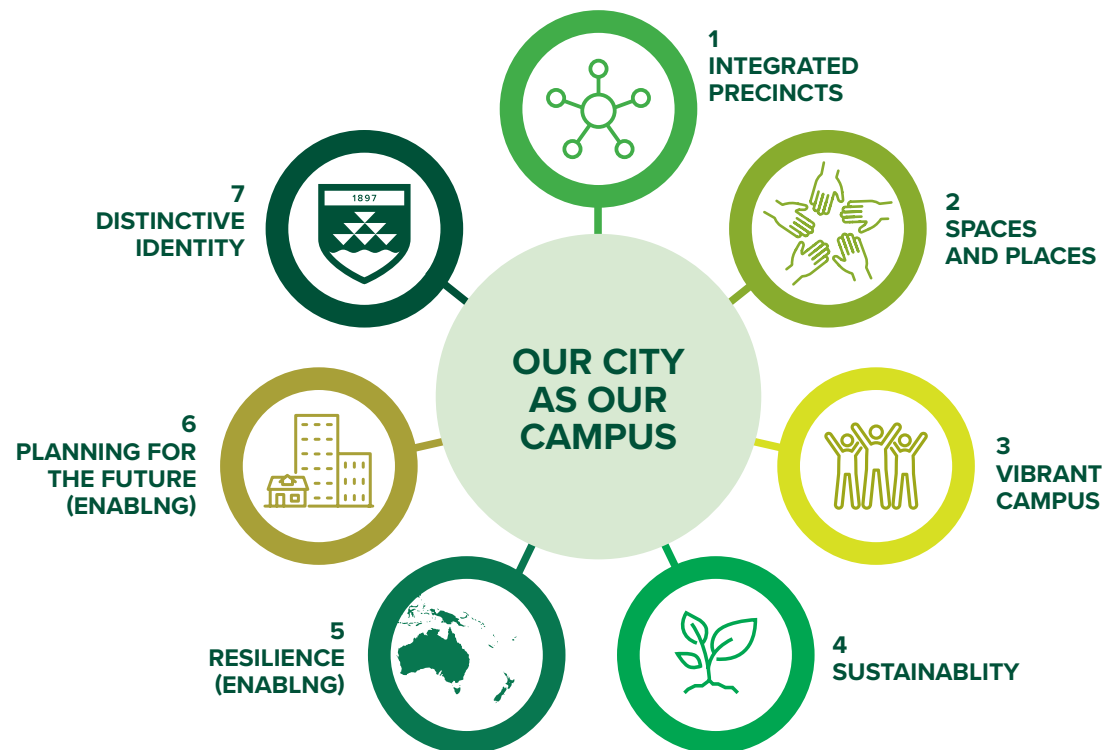 OUR CITY
AS OUR
CAMPUS
1
INTEGRATED
PRECINCTS
2
SPACES
AND PLACES
3
VIBRANT
CAMPUS
4
SUSTAINABLITY
5
RESILIENCE
(ENABLNG)
6
PLANNING FOR
THE FUTURE
(ENABLNG)
7
DISTINCTIVE
IDENTITY
1897